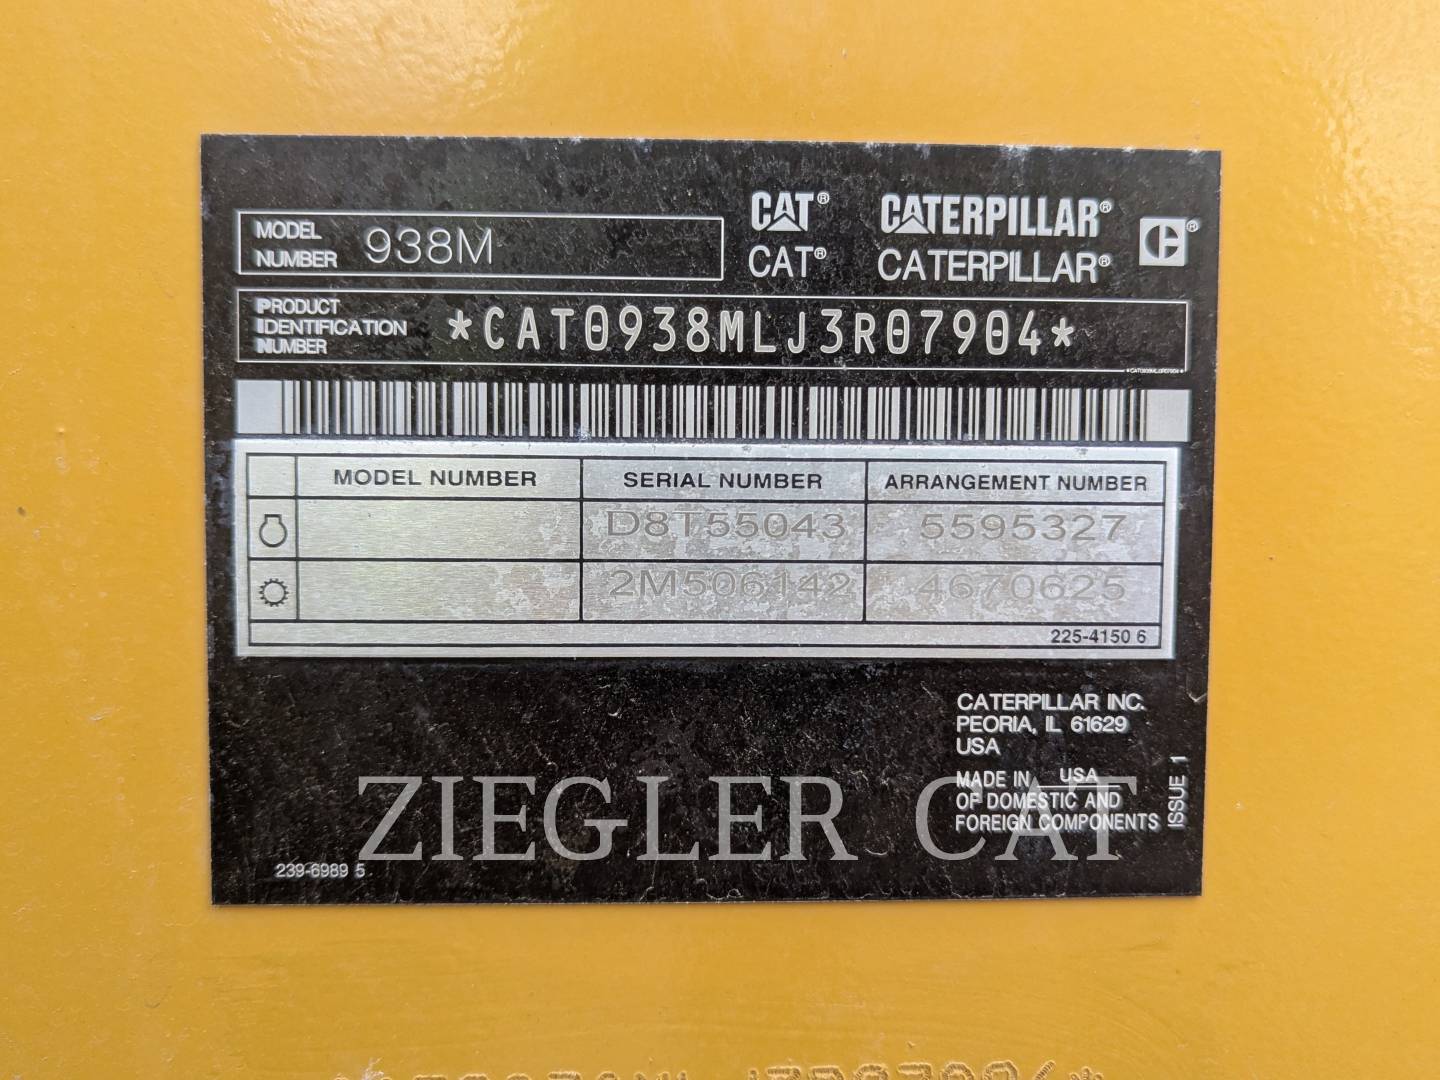 MODEL NUMBER 938M
CAT® CATERPILLAR®
CAT® CATERPILLAR®
PRODUCT IDENTIFICATION NUMBER *CAT0938MLJ3R07904*
*CAT0938MLJ3R07904*
MODEL NUMBER SERIAL NUMBER ARRANGEMENT NUMBER
D8T55043 5595327
2M506142 4670625
225-4150 6
CATERPILLAR INC.
PEORIA, IL 61629
USA
MADE IN USA
OF DOMESTIC AND
FOREIGN COMPONENTS
ISSUE 1
ZIEGLER CAT
239-6989 5